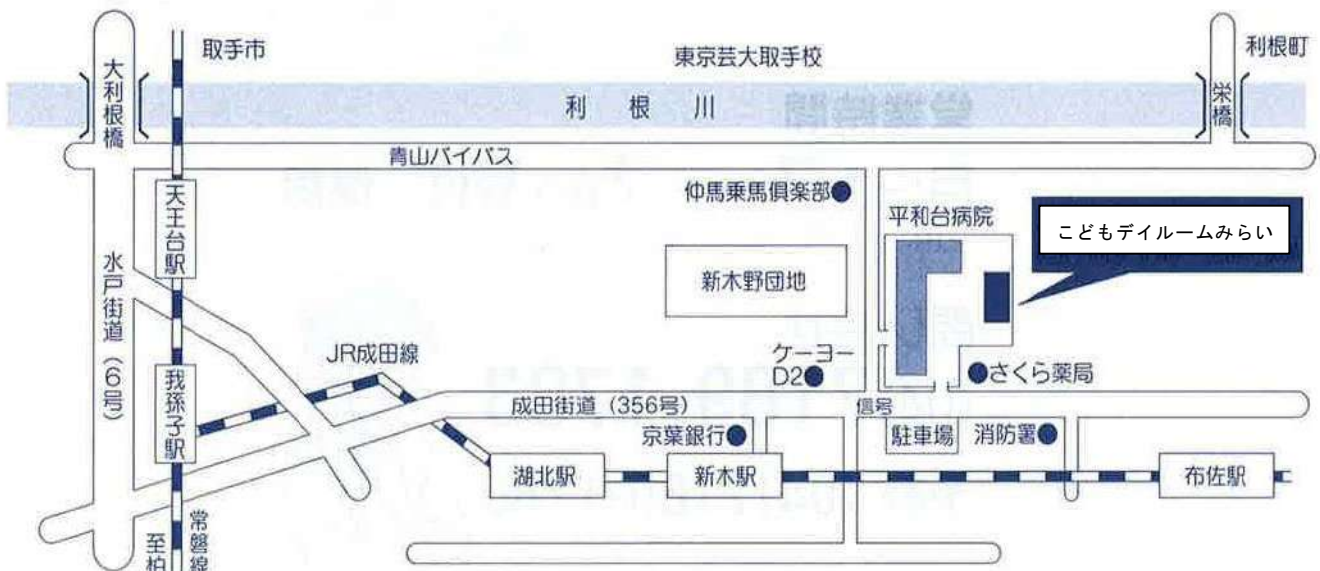 取手市
東京芸大取手校
利根町
大利根橋
利根川
栄橋
青山バイパス
天王台駅
仲馬乗馬倶楽部
平和台病院
こどもデイルームみらい
水戸街道(6号)
新木野団地
JR成田線
ケーヨー
D2
さくら薬局
我孫子駅
成田街道(356号)
信号
京葉銀行
駐車場
消防署
湖北駅
新木駅
布佐駅
常磐線
至柏